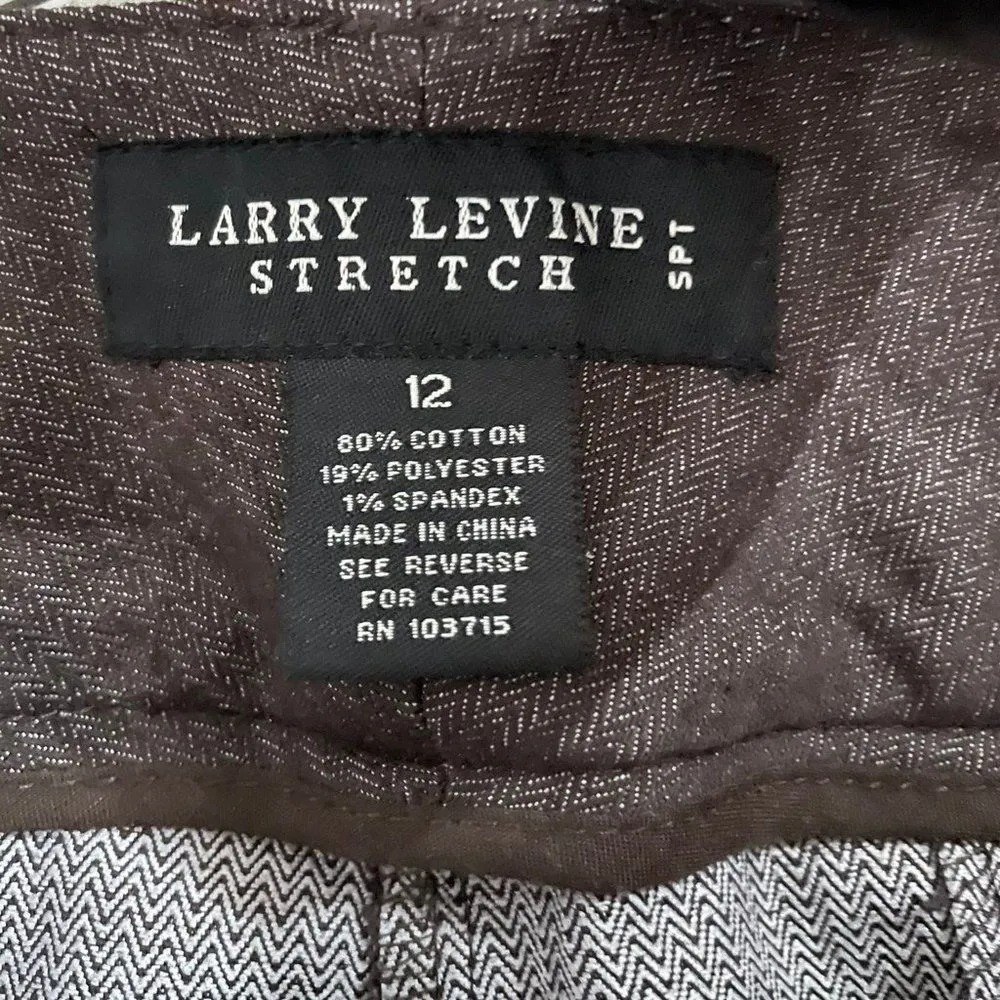 LARRY LEVINE
STRETCH
SPT
12
80% COTTON
19% POLYESTER
1% SPANDEX
MADE IN CHINA
SEE REVERSE
FOR CARE
RN 103715